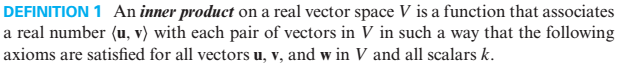 DEFINITION 1 An inner product on a real vector space V is a function that associates
a real number ⟨u, v⟩ with each pair of vectors in V in such a way that the following
axioms are satisfied for all vectors u, v, and w in V and all scalars k.